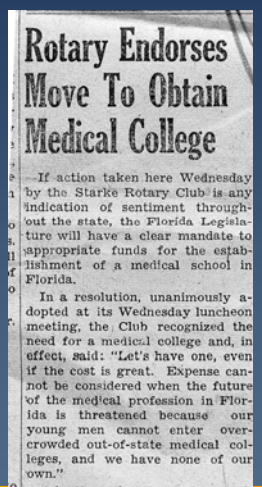 Rotary Endorses
Move To Obtain
Medical College
If action taken here Wednesday
by the Starke Rotary Club is any
indication of sentiment through-
out the state, the Florida Legisla-
ture will have a clear mandate to
appropriate funds for the estab-
lishment of a medical school in
Florida.
In a resolution, unanimously a-
dopted at its Wednesday luncheon
meeting, the Club recognized the
need for a medical college and, in
effect, said: "Let's have one, even
if the cost is great. Expense can-
not be considered when the future
of the medical profession in Flor-
ida is threatened because our
young men cannot enter over-
crowded out-of-state medical col-
leges, and we have none of our
own."